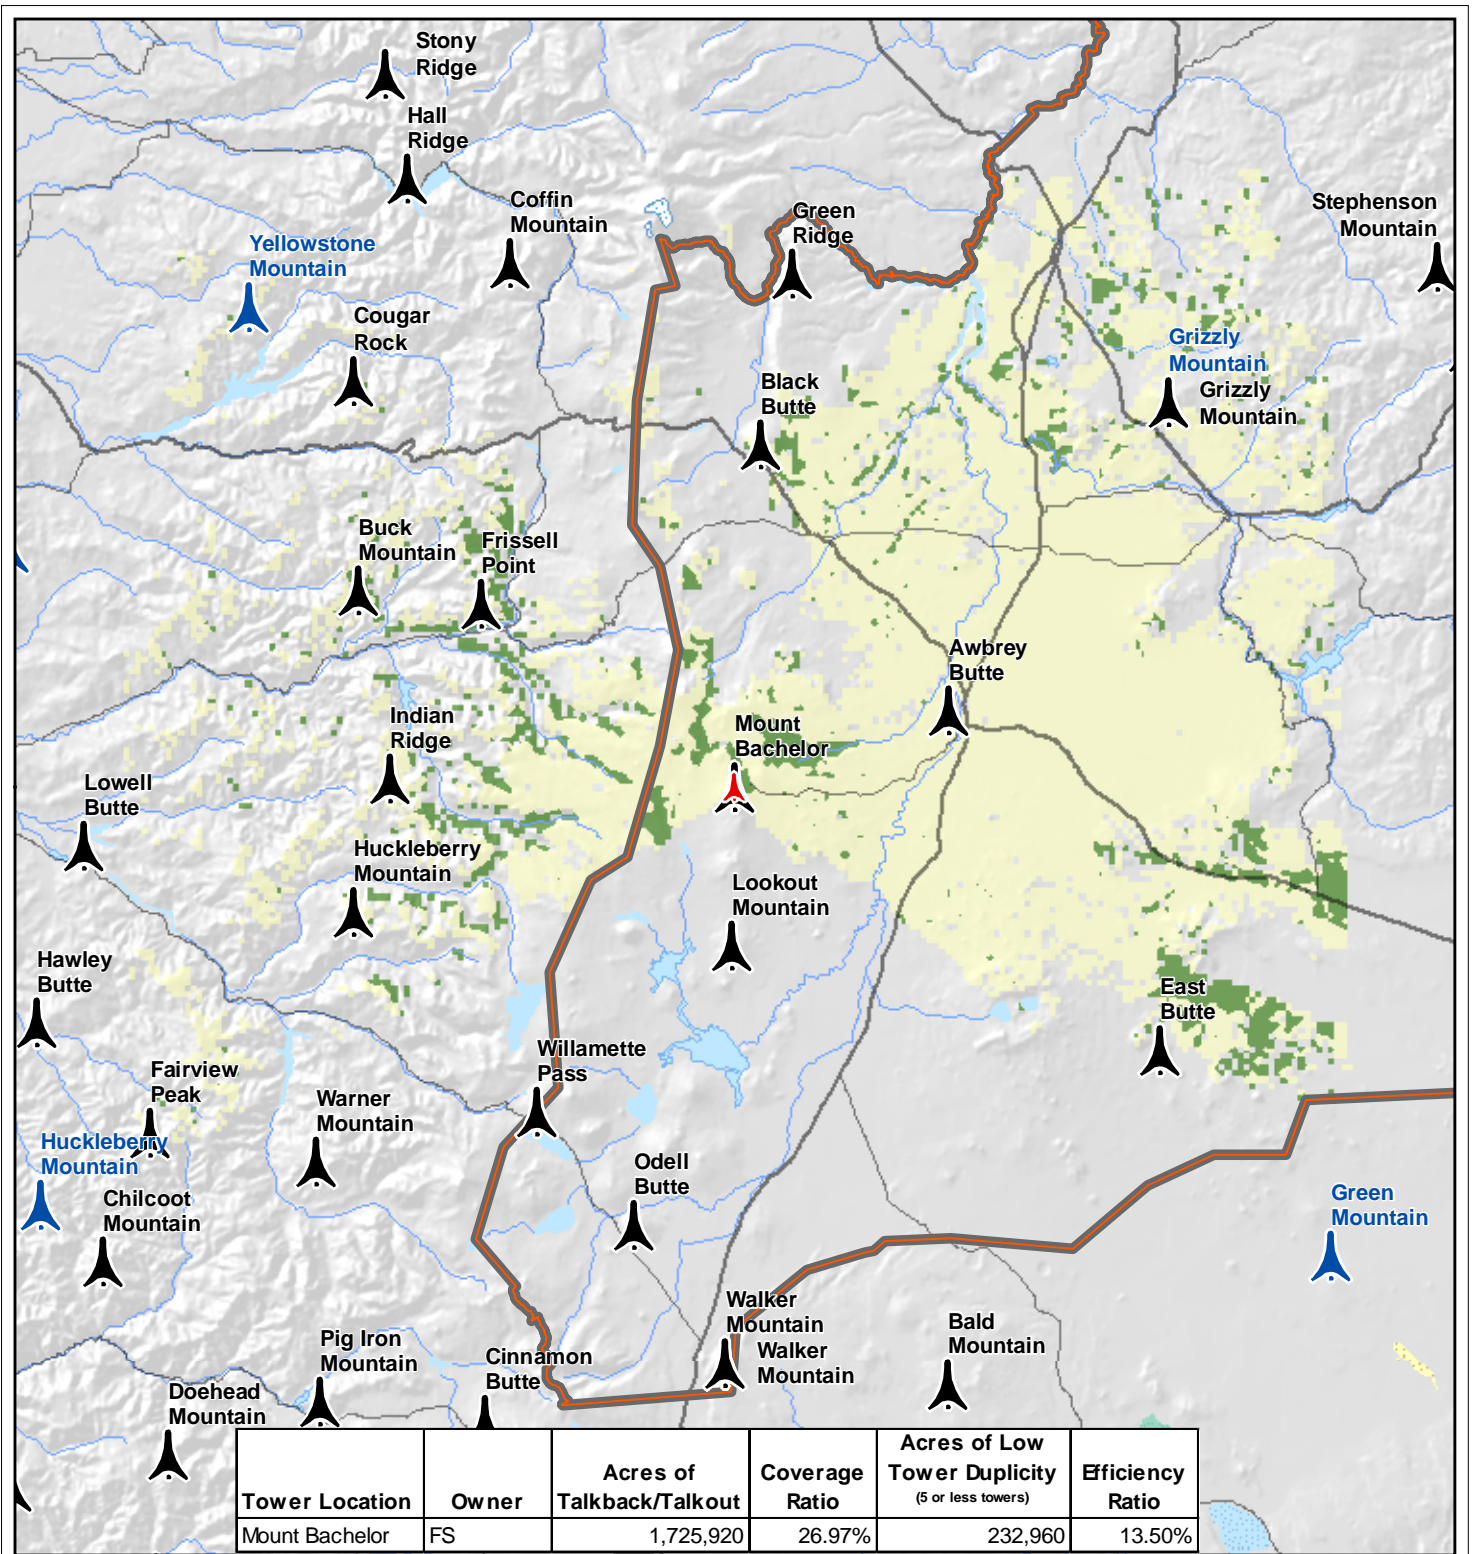 Stony
Ridge
Hall
Ridge
Coffin
Mountain
Green
Ridge
Stephenson
Mountain
Yellowstone
Mountain
Cougar
Rock
Grizzly
Mountain
Grizzly
Mountain
Black
Butte
Buck
Mountain
Frissell
Point
Awbrey
Butte
Indian
Ridge
Mount
Bachelor
Lowell
Butte
Huckleberry
Mountain
Lookout
Mountain
Hawley
Butte
East
Butte
Willamette
Pass
Fairview
Peak
Warner
Mountain
Huckleberry
Mountain
Odell
Butte
Chilcoot
Mountain
Green
Mountain
Walker
Mountain
Walker
Mountain
Bald
Mountain
Pig Iron
Mountain
Cinnamon
Butte
Doehead
Mountain
Tower Location
Owner
Acres of
Talkback/Talkout
Coverage
Ratio
Acres of Low
Tower Duplicity
(5 or less towers)
Efficiency
Ratio
Mount Bachelor FS 1,725,920 26.97% 232,960 13.50%